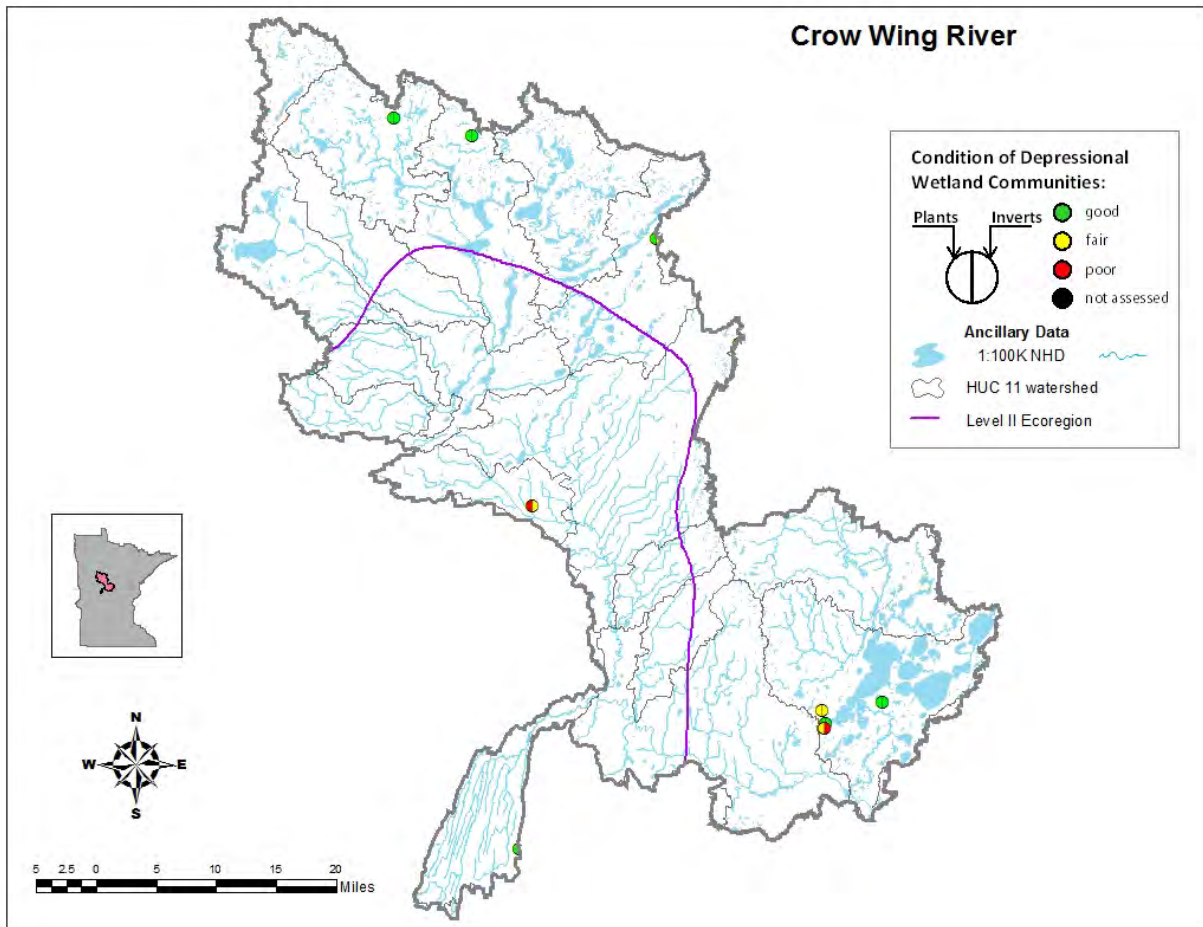 Crow Wing River
Condition of Depressional
Wetland Communities:
Plants Inverts
good
fair
poor
not assessed
Ancillary Data
1:100K NHD
HUC 11 watershed
Level II Ecoregion
N
W E
S
5 2.5 0 5 10 15 20
Miles